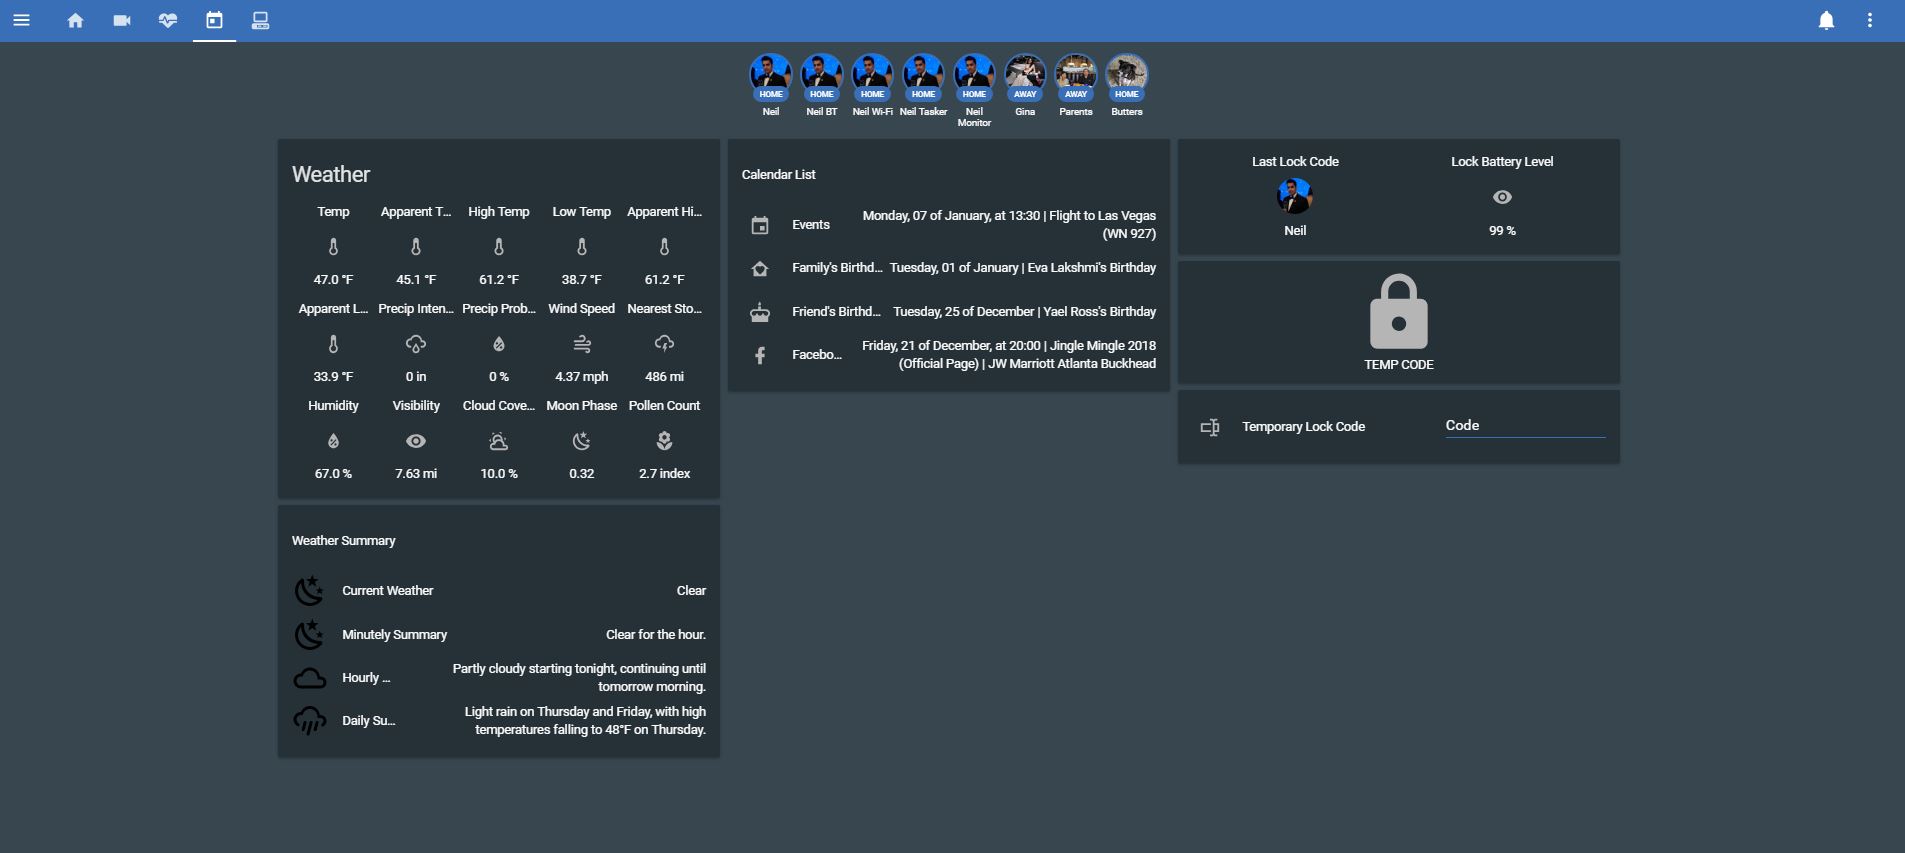 HOME HOME HOME HOME HOME AWAY AWAY HOME
Neil Neil BT Neil Wi-Fi Neil Tasker Neil Monitor Gina Parents Butters
Weather
Temp Apparent T... High Temp Low Temp Apparent Hi...
47.0 °F 45.1 °F 61.2 °F 38.7 °F 61.2 °F
Apparent L... Precip Inten... Precip Prob... Wind Speed Nearest Sto...
33.9 °F 0 in 0 % 4.37 mph 486 mi
Humidity Visibility Cloud Cove... Moon Phase Pollen Count
67.0 % 7.63 mi 10.0 % 0.32 2.7 index
Weather Summary
Current Weather Clear
Minutely Summary Clear for the hour.
Hourly ... Partly cloudy starting tonight, continuing until
tomorrow morning.
Daily Su... Light rain on Thursday and Friday, with high
temperatures falling to 48°F on Thursday.
Calendar List
Events Monday, 07 of January, at 13:30 | Flight to Las Vegas
(WN 927)
Family's Birthd... Tuesday, 01 of January | Eva Lakshmi's Birthday
Friend's Birthd... Tuesday, 25 of December | Yael Ross's Birthday
Facebo... Friday, 21 of December, at 20:00 | Jingle Mingle 2018
(Official Page) | JW Marriott Atlanta Buckhead
Last Lock Code Lock Battery Level
Neil 99 %
TEMP CODE
Temporary Lock Code Code